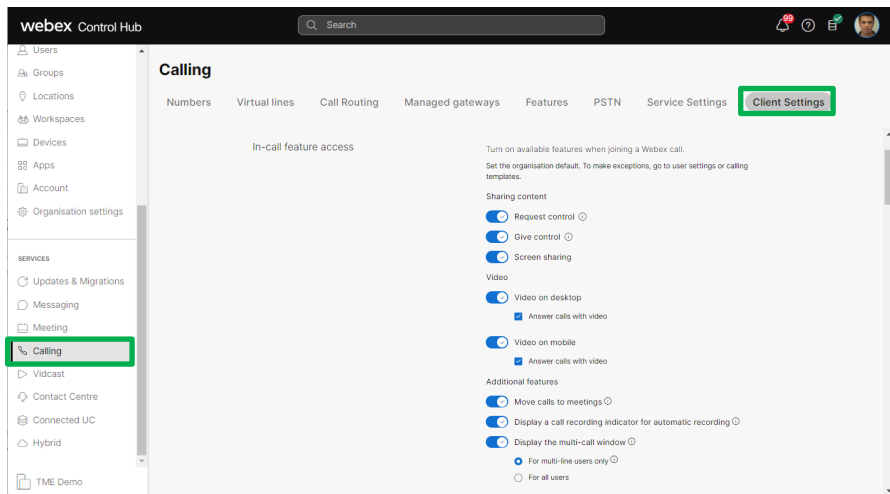 webex Control Hub
Search
99
Users
Groups
Locations
Workspaces
Devices
Apps
Account
Organisation settings
SERVICES
Updates & Migrations
Messaging
Meeting
Calling
Vidcast
Contact Centre
Connected UC
Hybrid
TME Demo
Calling
Numbers Virtual lines Call Routing Managed gateways Features PSTN Service Settings Client Settings
In-call feature access
Turn on available features when joining a Webex call.
Set the organisation default. To make exceptions, go to user settings or calling
templates.
Sharing content
Request control
Give control
Screen sharing
Video
Video on desktop
Answer calls with video
Video on mobile
Answer calls with video
Additional features
Move calls to meetings
Display a call recording indicator for automatic recording
Display the multi-call window
For multi-line users only
For all users